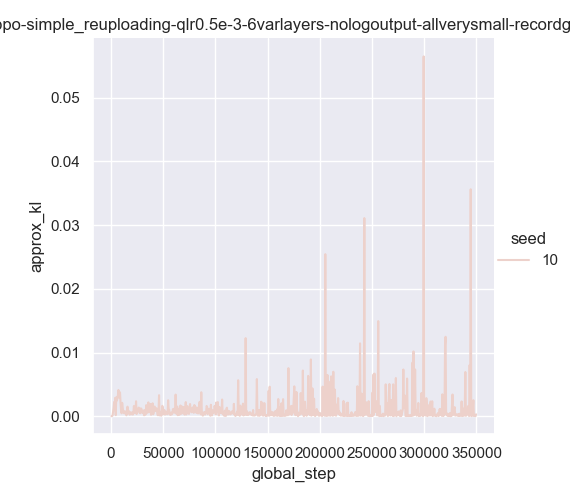 ppo-simple_reuploading-qlr0.5e-3-6varlayers-nologoutput-allverysmall-recordg
approx_kl
0.05
0.04
0.03
0.02
0.01
0.00
0 50000 100000 150000 200000 250000 300000 350000
global_step
seed
10